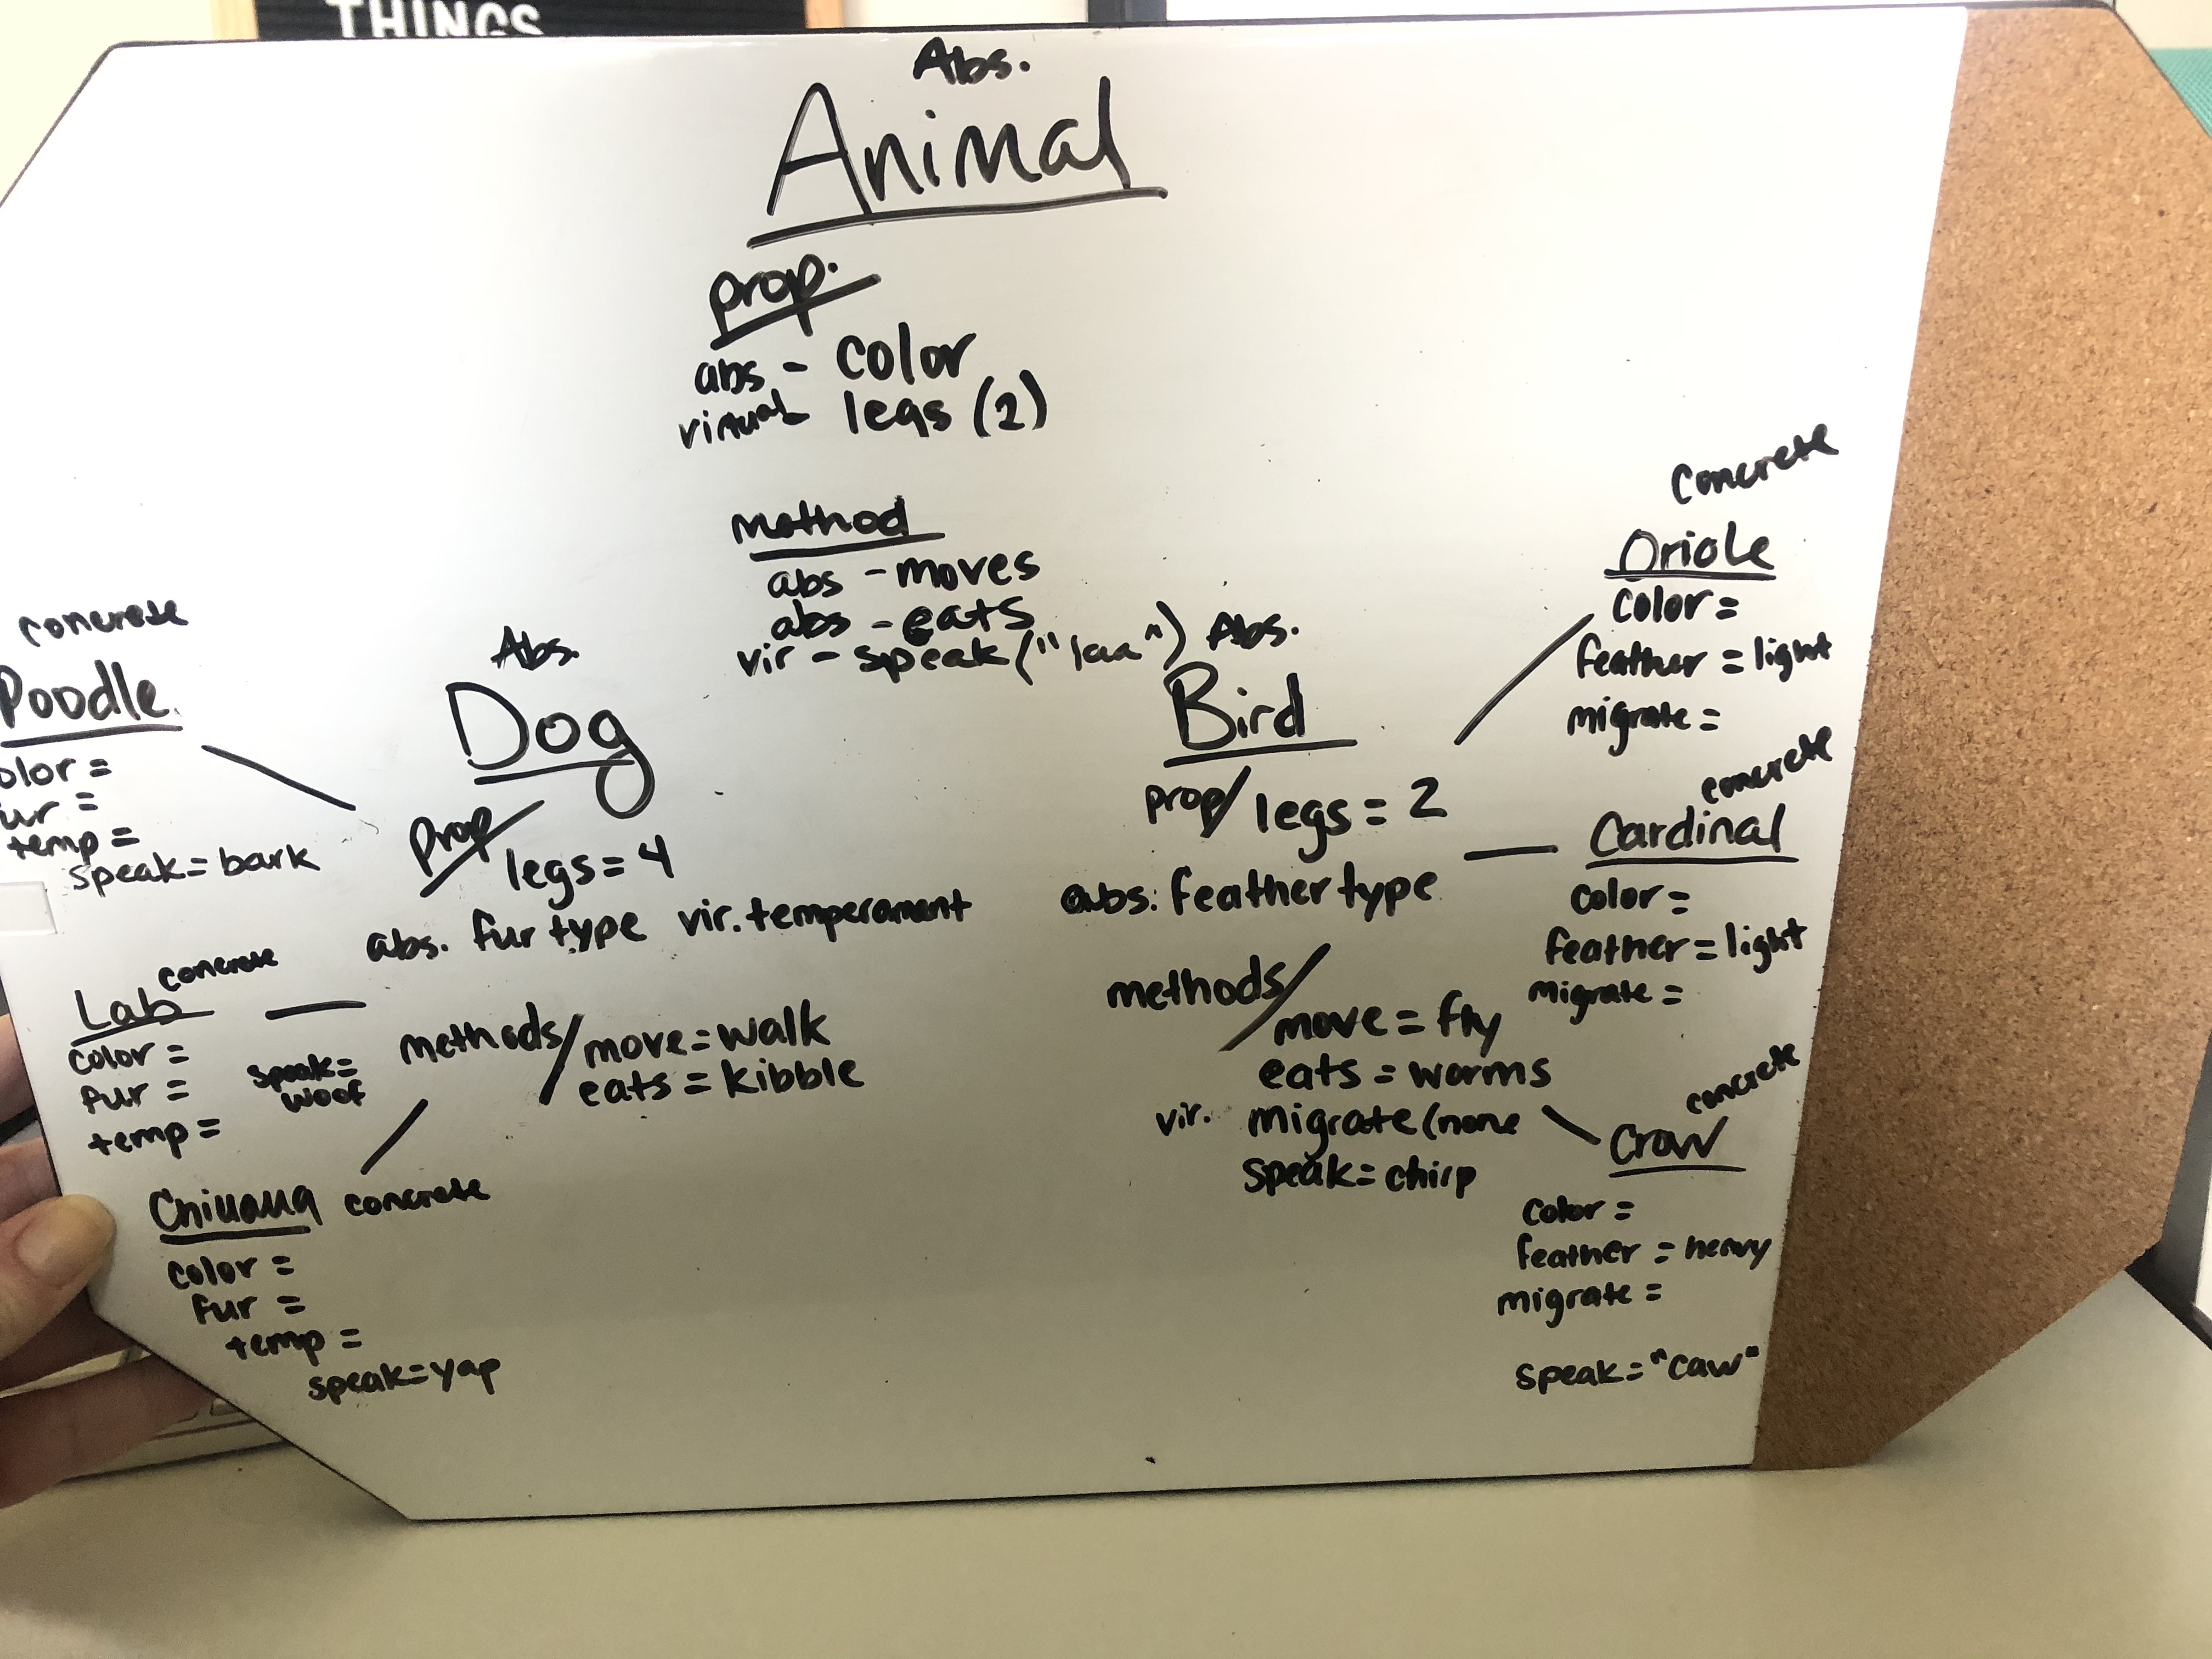 THINGS
Abs.
Animal
prop.
abs - color
virtual legs (2)
method
abs - moves
abs - eats
vir - speak ("laa")
concrete
Poodle
olor =
ur =
temp =
speak = bark
concrete
Lab
color =
fur =
temp =
speak =
woof
concrete
color =
fur =
temp =
speak = yap
Abs.
Dog
prop
legs = 4
abs. fur type vir. temperament
methods/ move = walk
eats = kibble
Abs.
Bird
prop/ legs = 2
abs: feather type
methods/
move = fly
eats = worms
vir. migrate (none
speak = chirp
concrete
Oriole
color =
feather = light
migrate =
concrete
Cardinal
color =
feather = light
migrate =
concrete
Crow
color =
feather = heavy
migrate =
speak = "caw"